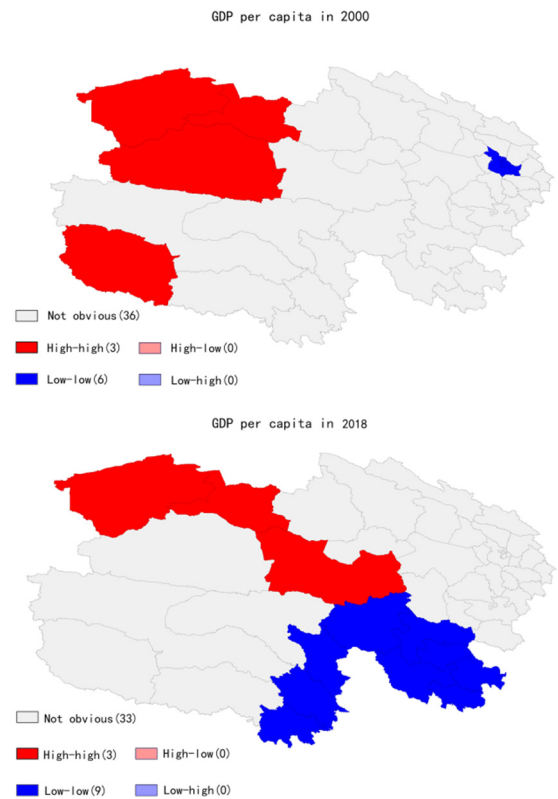 GDP per capita in 2000
Not obvious(36)
High-high(3) High-low(0)
Low-low(6) Low-high(0)
GDP per capita in 2018
Not obvious(33)
High-high(3) High-low(0)
Low-low(9) Low-high(0)